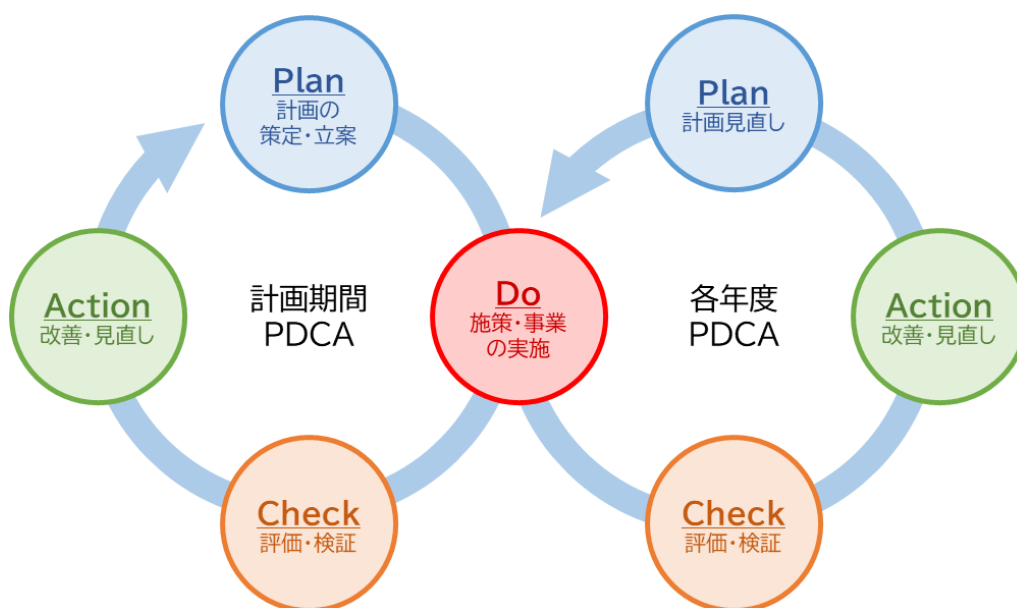 Plan
計画の
策定・立案
Plan
計画見直し
Action
改善・見直し
計画期間
PDCA
Do
施策・事業
の実施
各年度
PDCA
Action
改善・見直し
Check
評価・検証
Check
評価・検証